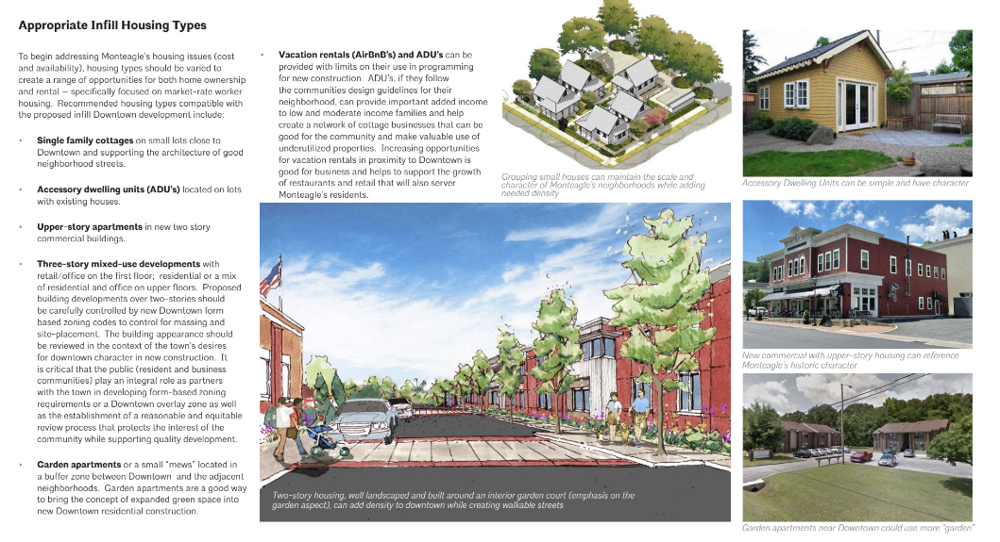 Appropriate Infill Housing Types
To begin addressing Monteagle's housing issues (cost
and availability), housing types should be varied to
create a range of opportunities for both home ownership
and rental – specifically focused on market-rate worker
housing.  Recommended housing types compatible with
the proposed infill Downtown development include:
• Single family cottages on small lots close to
Downtown and supporting the architecture of good
neighborhood streets.
• Accessory dwelling units (ADU's) located on lots
with existing houses.
• Upper-story apartments in new two story
commercial buildings.
• Three-story mixed-use developments with
retail/office on the first floor;  residential or a mix
of residential and office on upper floors.  Proposed
building developments over two-stories should
be carefully controlled by new Downtown form
based zoning codes to control for massing and
site-placement.  The building appearance should
be reviewed in the context of the town's desires
for downtown character in new construction.  It
is critical that the public (resident and business
communities) play an integral role as partners
with the town in developing form-based zoning
requirements or a Downtown overlay zone as well
as the establishment of a reasonable and equitable
review process that protects the interest of the
community while supporting quality development.
• Garden apartments or a small "mews" located in
a buffer zone between Downtown  and the adjacent
neighborhoods.  Garden apartments are a good way
to bring the concept of expanded green space into
new Downtown residential construction.
• Vacation rentals (AirBnB's) and ADU's can be
provided with limits on their use in programming
for new construction.  ADU's, if they follow
the communities design guidelines for their
neighborhood, can provide important added income
to low and moderate income families and help
create a network of cottage businesses that can be
good for the community and make valuable use of
underutilized properties.  Increasing opportunities
for vacation rentals in proximity to Downtown is
good for business and helps to support the growth
of restaurants and retail that will also server
Monteagle's residents.
Grouping small houses can maintain the scale and
character of Monteagle's neighborhoods while adding
needed density
Accessory Dwelling Units can be simple and have character
Two-story housing, well landscaped and built around an interior garden court (emphasis on the
garden aspect), can add density to downtown while creating walkable streets
New commercial with upper-story housing can reference
Monteagle's historic character
Garden apartments near Downtown could use more "garden"